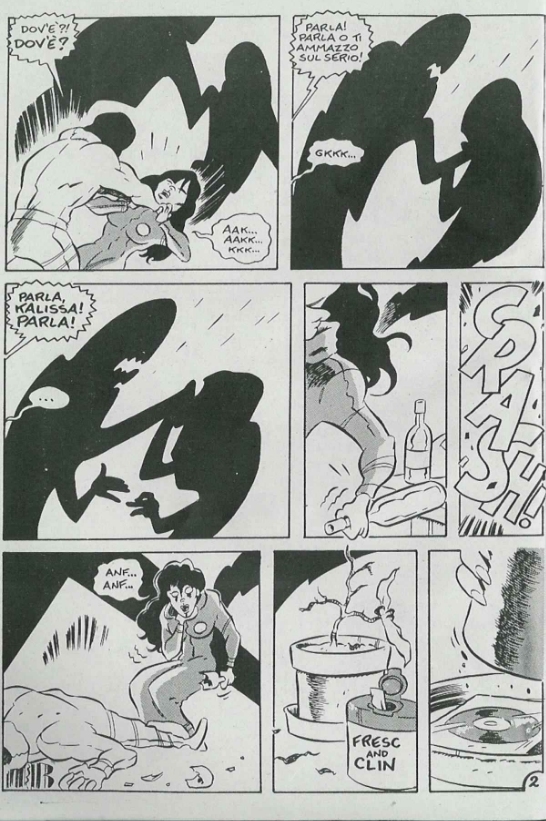 DOV'È?!
DOV'È?
AAK...
AAKK...
KKK...
PARLA!
PARLA O TI
AMMAZZO
SUL SERIO!
GKKK...
PARLA,
KALISSA!
PARLA!
...
CRASH!!
ANF...
ANF...
FRESC
AND
CLIN
2